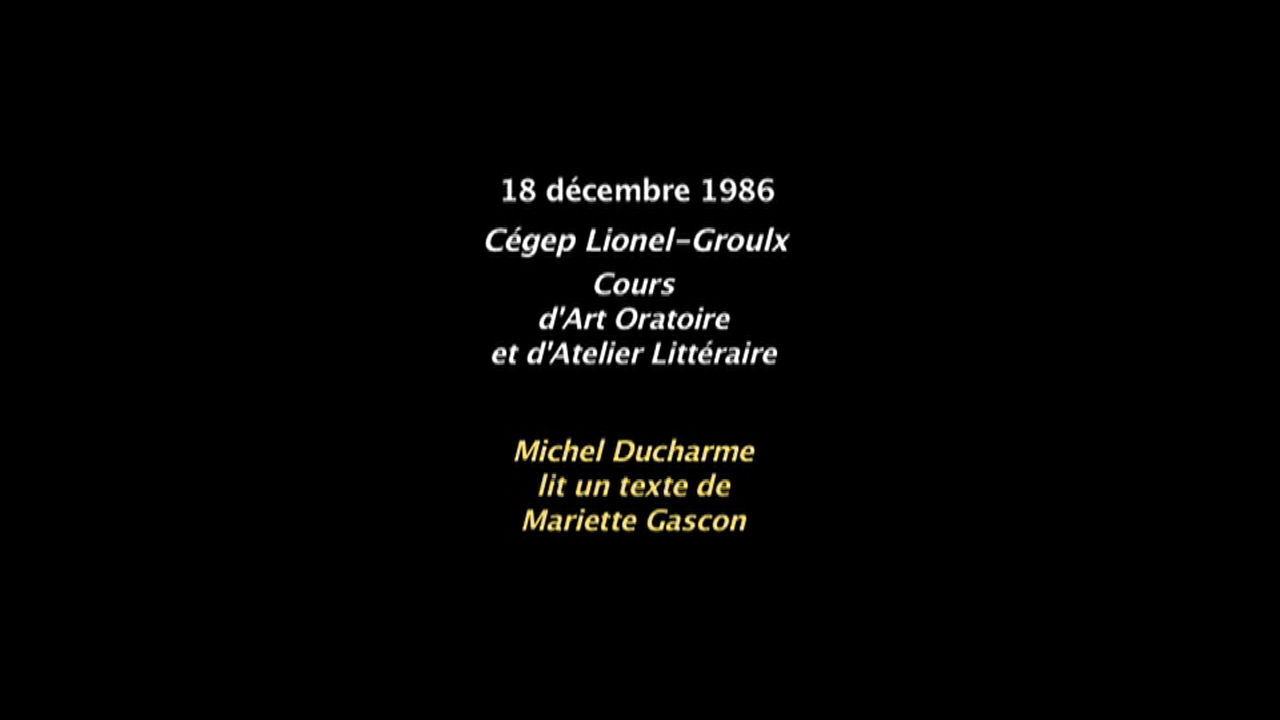 18 décembre 1986
Cégep Lionel-Groulx
Cours
d'Art Oratoire
et d'Atelier Littéraire
Michel Ducharme
lit un texte de
Mariette Gascon